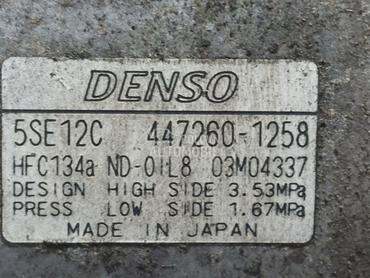 DENSO
5SE12C 447260-1258
HFC134a ND-OIL8 03M04337
DESIGN HIGH SIDE 3.53MPa
PRESS LOW SIDE 1.67MPa
MADE IN JAPAN